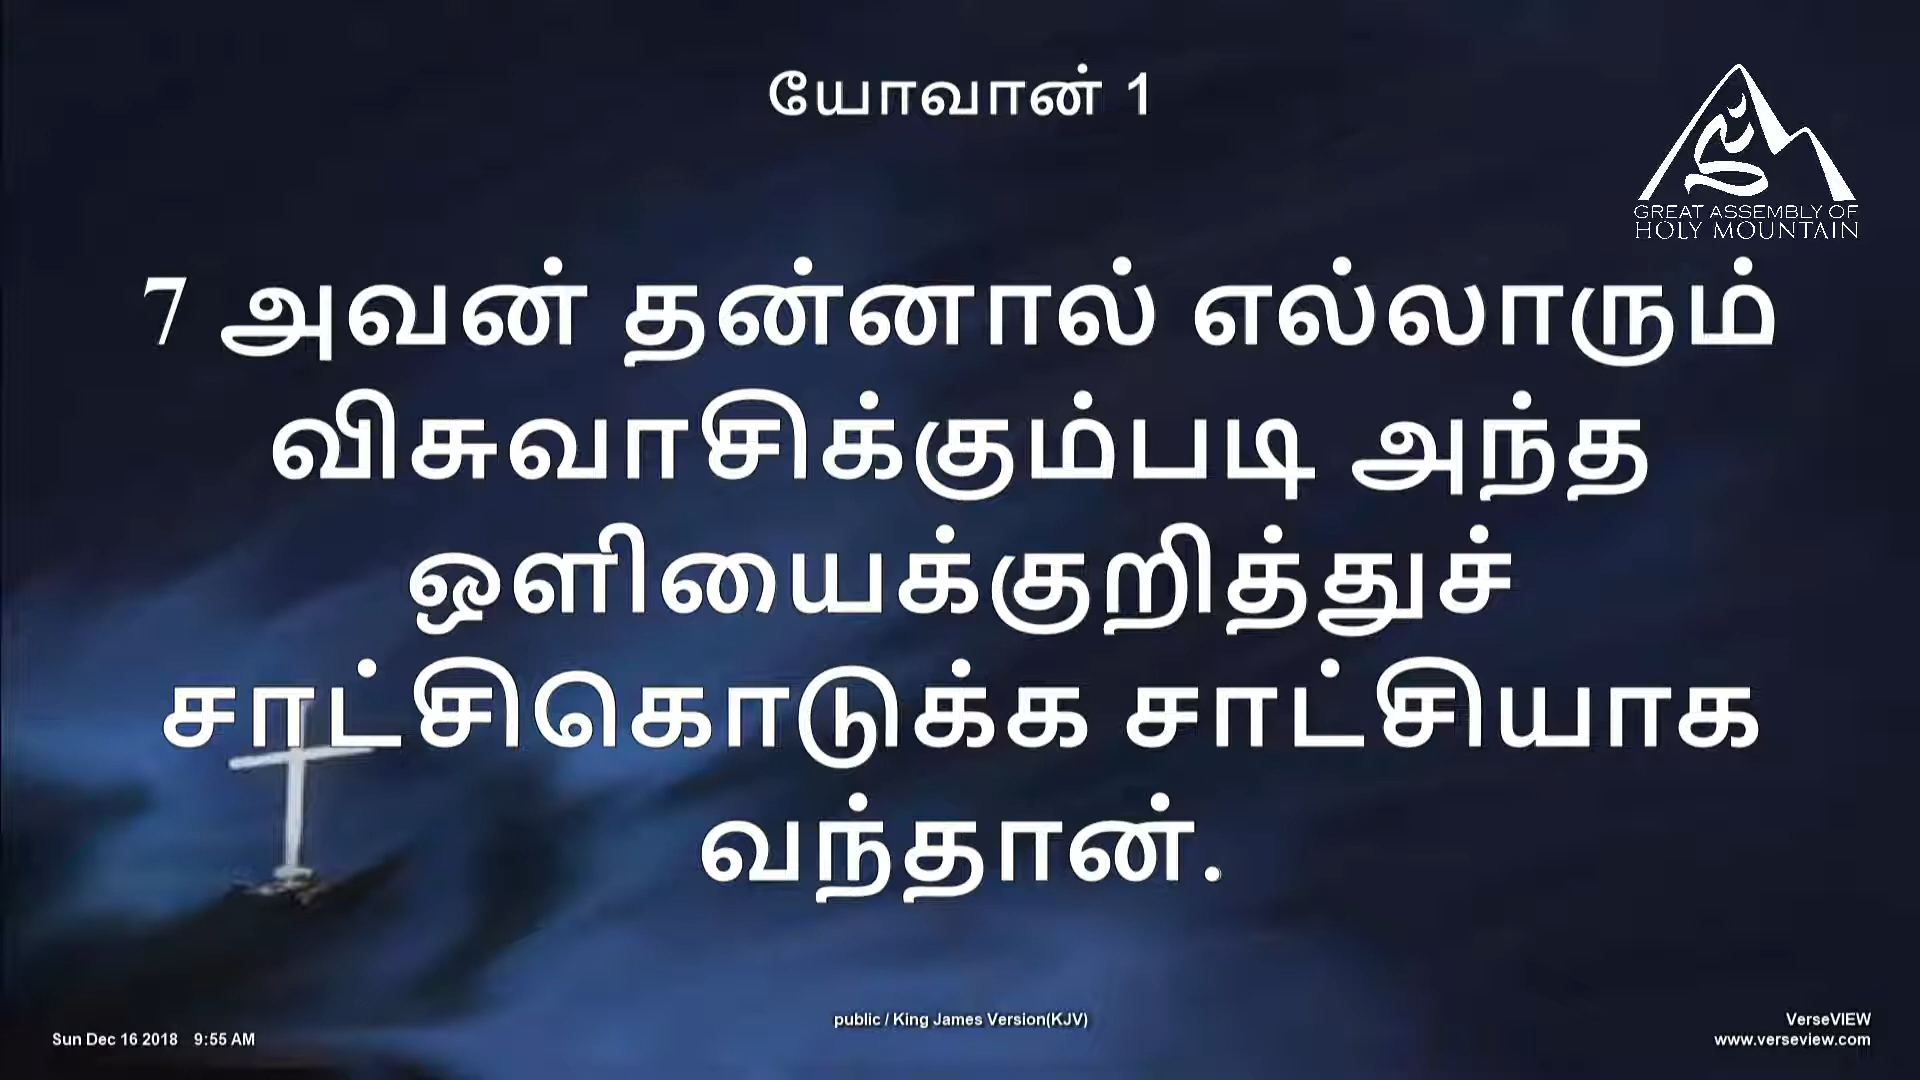 யோவான் 1
GREAT ASSEMBLY OF
HOLY MOUNTAIN
7 அவன் தன்னால் எல்லாரும்
விசுவாசிக்கும்படி அந்த
ஒளியைக்குறித்துச்
சாட்சிகொடுக்க சாட்சியாக
வந்தான்.
public / King James Version(KJV)
VerseVIEW
Sun Dec 16 2018 9:55 AM
www.verseview.com